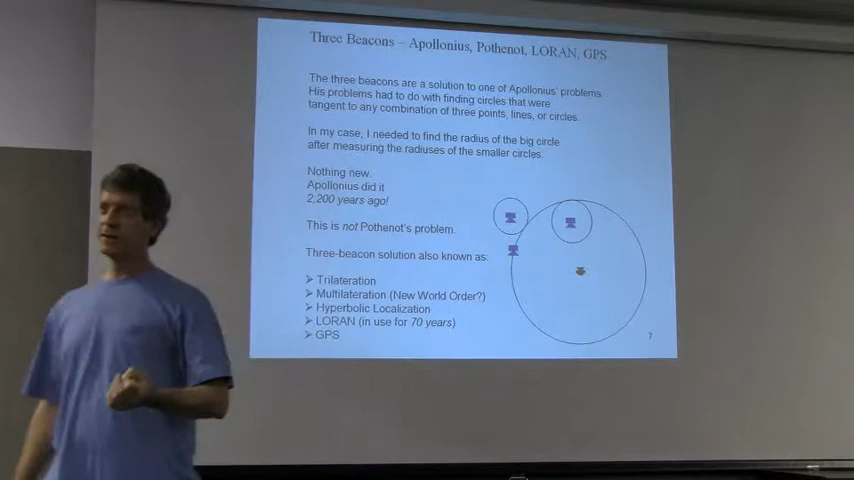 Three Beacons – Apollonius, Pothenot, LORAN, GPS
The three beacons are a solution to one of Apollonius' problems.
His problems had to do with finding circles that were
tangent to any combination of three points, lines, or circles.
In my case, I needed to find the radius of the big circle
after measuring the radiuses of the smaller circles.
Nothing new.
Apollonius did it
2,200 years ago!
This is not Pothenot's problem.
Three-beacon solution also known as:
➢ Trilateration
➢ Multilateration (New World Order?)
➢ Hyperbolic Localization
➢ LORAN (in use for 70 years)
➢ GPS
7